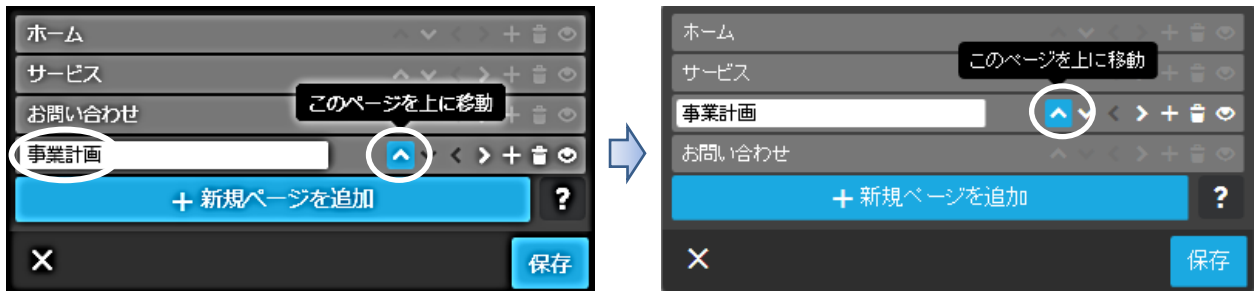 ホーム
サービス
このページを上に移動
お問い合わせ
事業計画
+ 新規ページを追加
?
保存
ホーム
このページを上に移動
サービス
事業計画
お問い合わせ
+ 新規ページを追加
?
保存